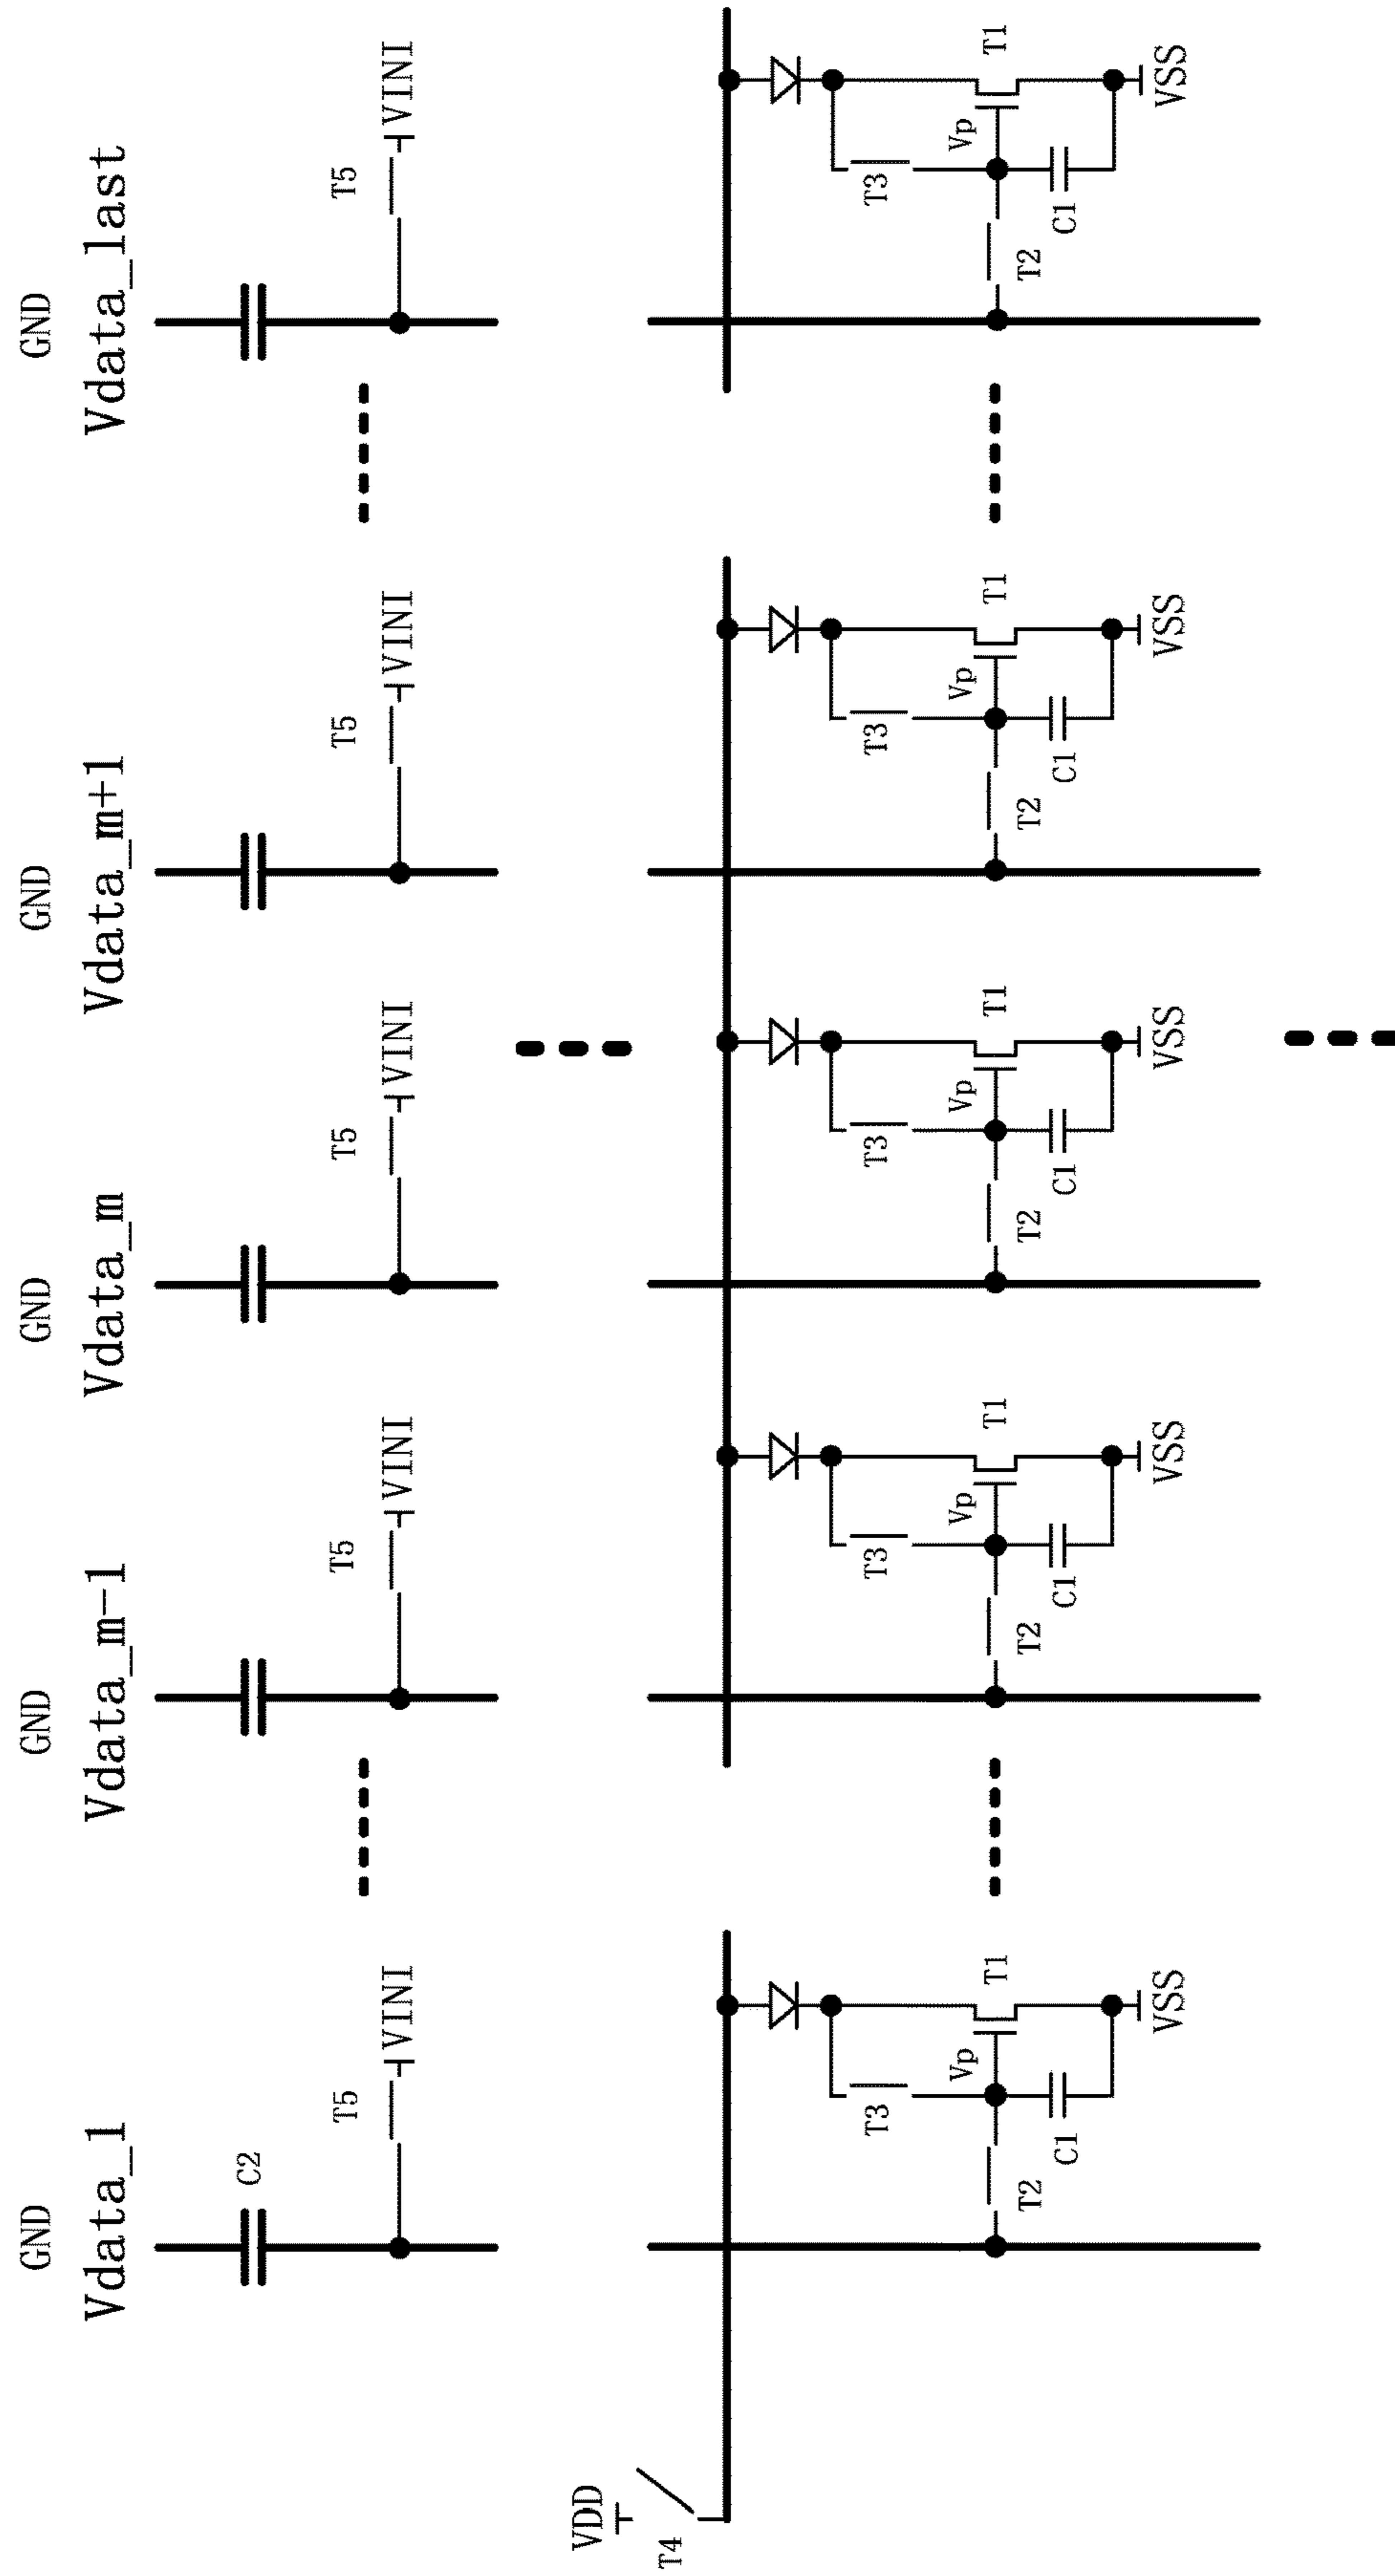 GND GND GND GND GND
Vdata_1 Vdata_m-1 Vdata_m Vdata_m+1 Vdata_last
C2
T5 T5 T5 T5 T5
VINI VINI VINI VINI VINI
VDD
T4
T3 T3 T3 T3 T3
Vp Vp Vp Vp Vp
T1 T1 T1 T1 T1
T2 T2 T2 T2 T2
C1 C1 C1 C1 C1
VSS VSS VSS VSS VSS